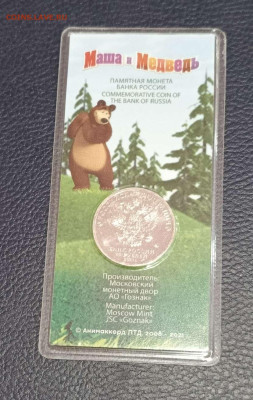 Маша и Медведь
ПАМЯТНАЯ МОНЕТА
БАНКА РОССИИ
COMMEMORATIVE COIN OF
THE BANK OF RUSSIA
Производитель:
Московский
монетный двор
АО «Гознак»
Manufacturer:
Moscow Mint
JSC «Goznak»
© Анимаккорд ЛТД, 2008 - 2021